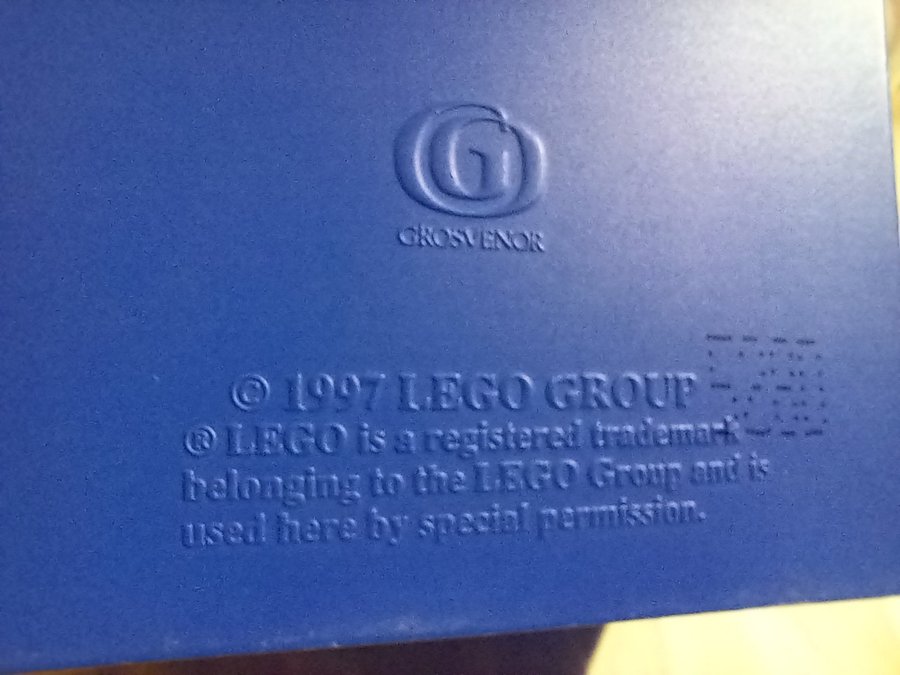 G
GROSVENOR
© 1997 LEGO GROUP
® LEGO is a registered trademark
belonging to the LEGO Group and is
used here by special permission.